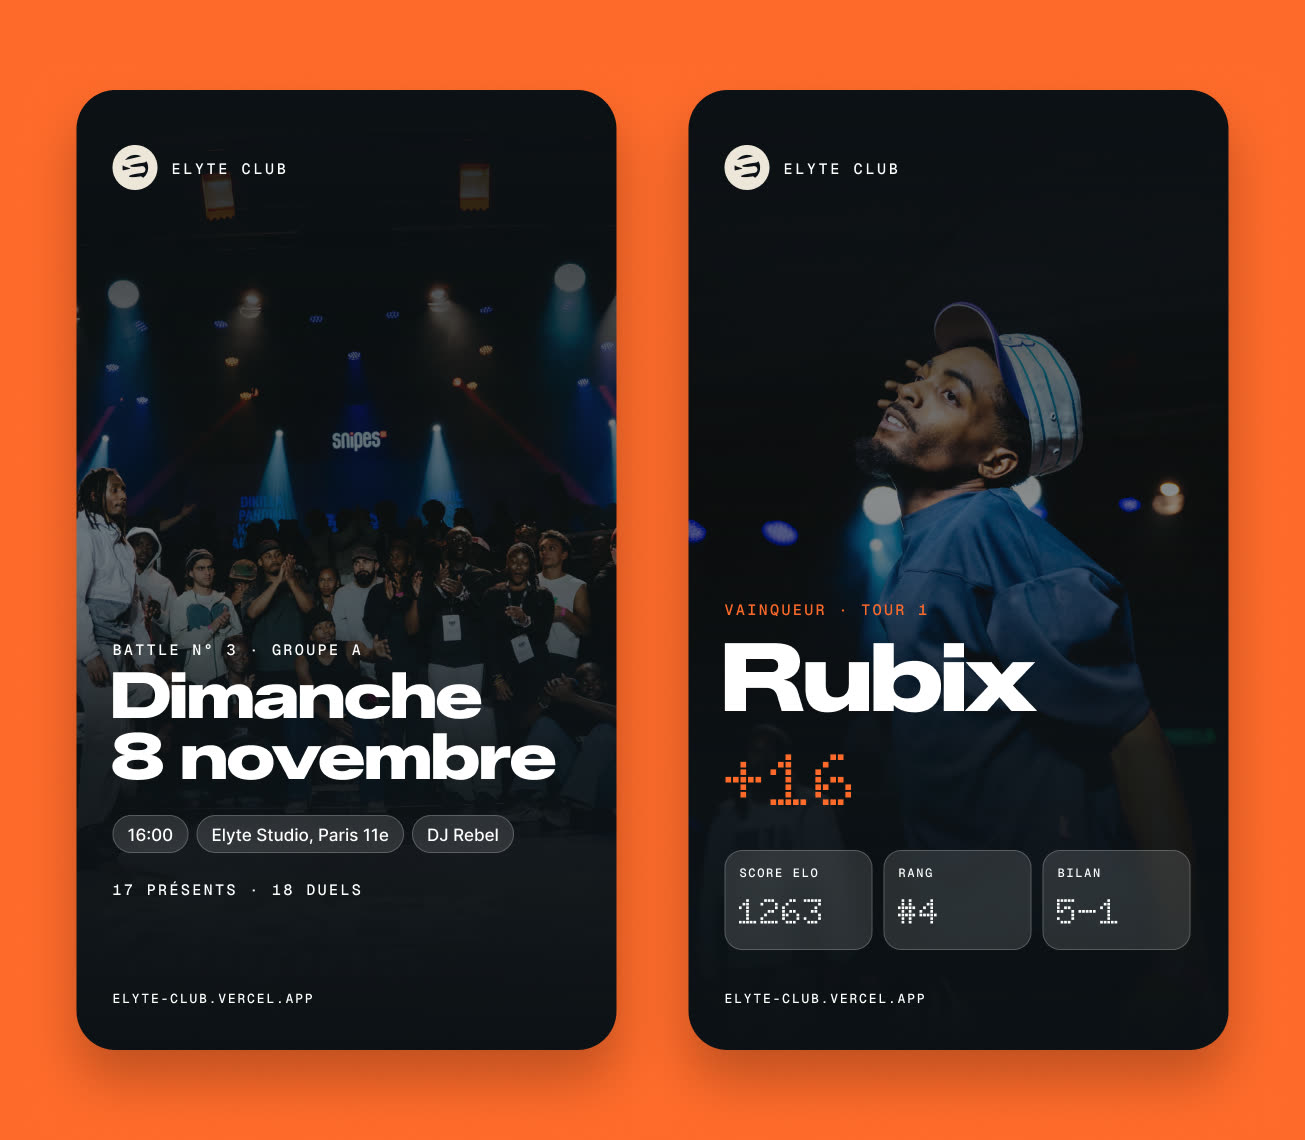 ELYTE CLUB
snipes
BATTLE N° 3 · GROUPE A
Dimanche
8 novembre
16:00
Elyte Studio, Paris 11e
DJ Rebel
17 PRÉSENTS · 18 DUELS
ELYTE-CLUB.VERCEL.APP
ELYTE CLUB
VAINQUEUR · TOUR 1
Rubix
+16
SCORE ELO
1263
RANG
#4
BILAN
5-1
ELYTE-CLUB.VERCEL.APP